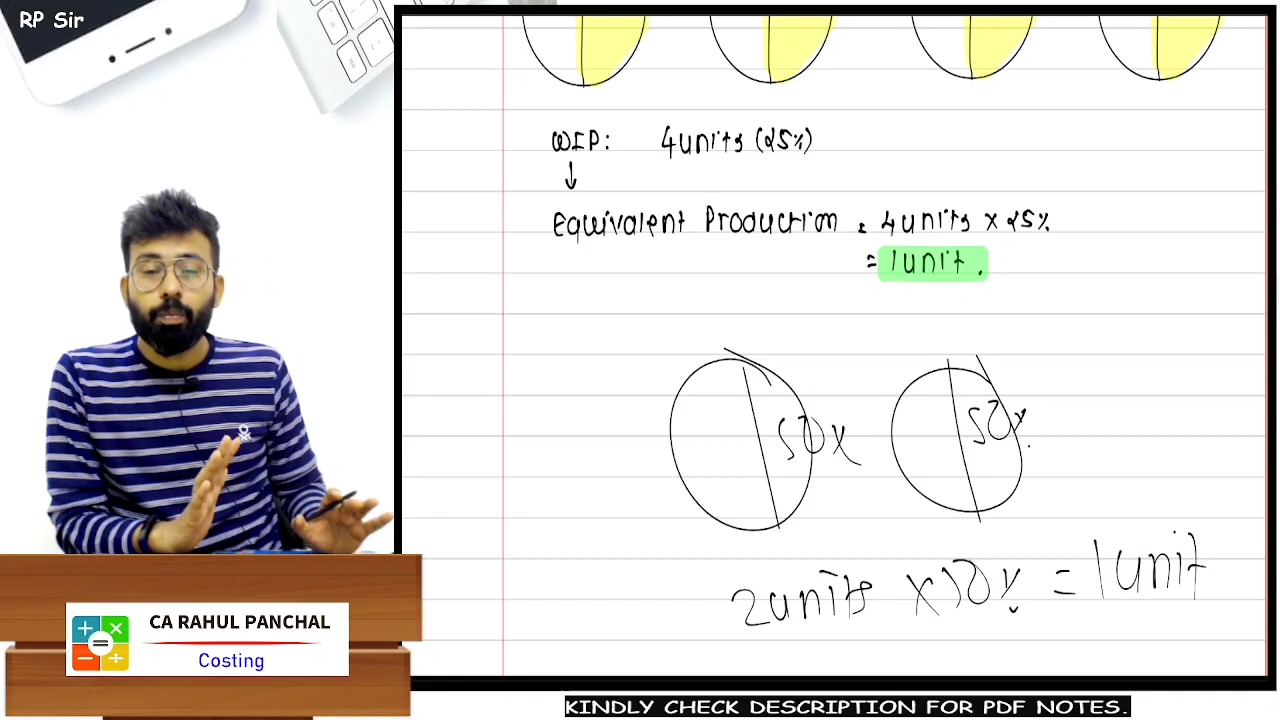 RP Sir
WIP: 4units (25%)
↓
Equivalent Production = 4units x 25%
= 1unit.
50% 50%
2units x 50% = 1unit
CA RAHUL PANCHAL
Costing
KINDLY CHECK DESCRIPTION FOR PDF NOTES.